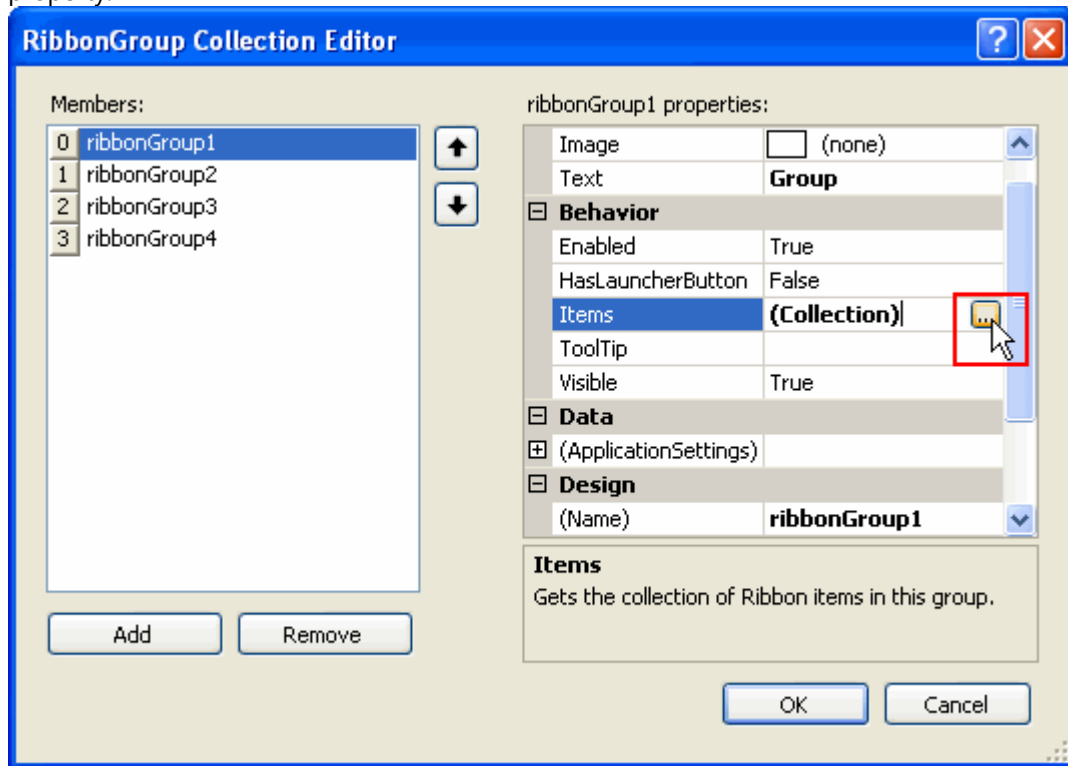 property.
RibbonGroup Collection Editor
Members:
0 ribbonGroup1
1 ribbonGroup2
2 ribbonGroup3
3 ribbonGroup4
Add Remove
ribbonGroup1 properties:
Image (none)
Text Group
Behavior
Enabled True
HasLauncherButton False
Items (Collection) ...
ToolTip
Visible True
Data
(ApplicationSettings)
Design
(Name) ribbonGroup1
Items
Gets the collection of Ribbon items in this group.
OK Cancel